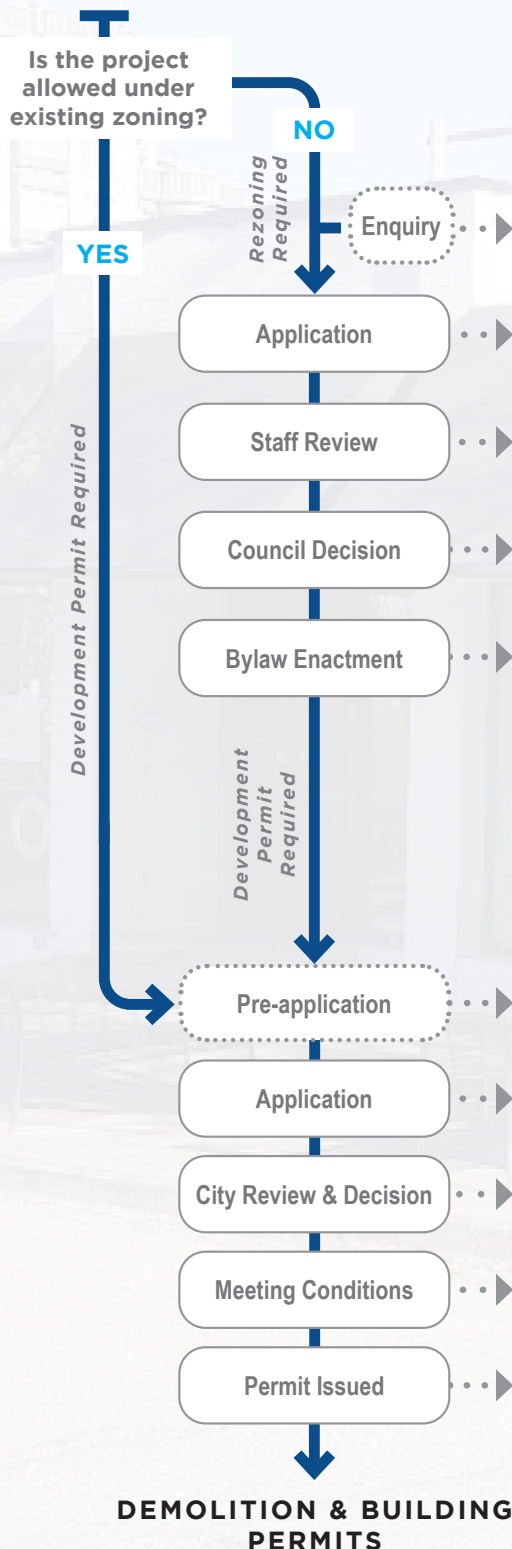 Is the project
allowed under
existing zoning?
NO
Rezoning
Required
Enquiry
YES
Application
Staff Review
Development Permit Required
Council Decision
Bylaw Enactment
Development
Permit
Required
Pre-application
Application
City Review & Decision
Meeting Conditions
Permit Issued
DEMOLITION & BUILDING
PERMITS